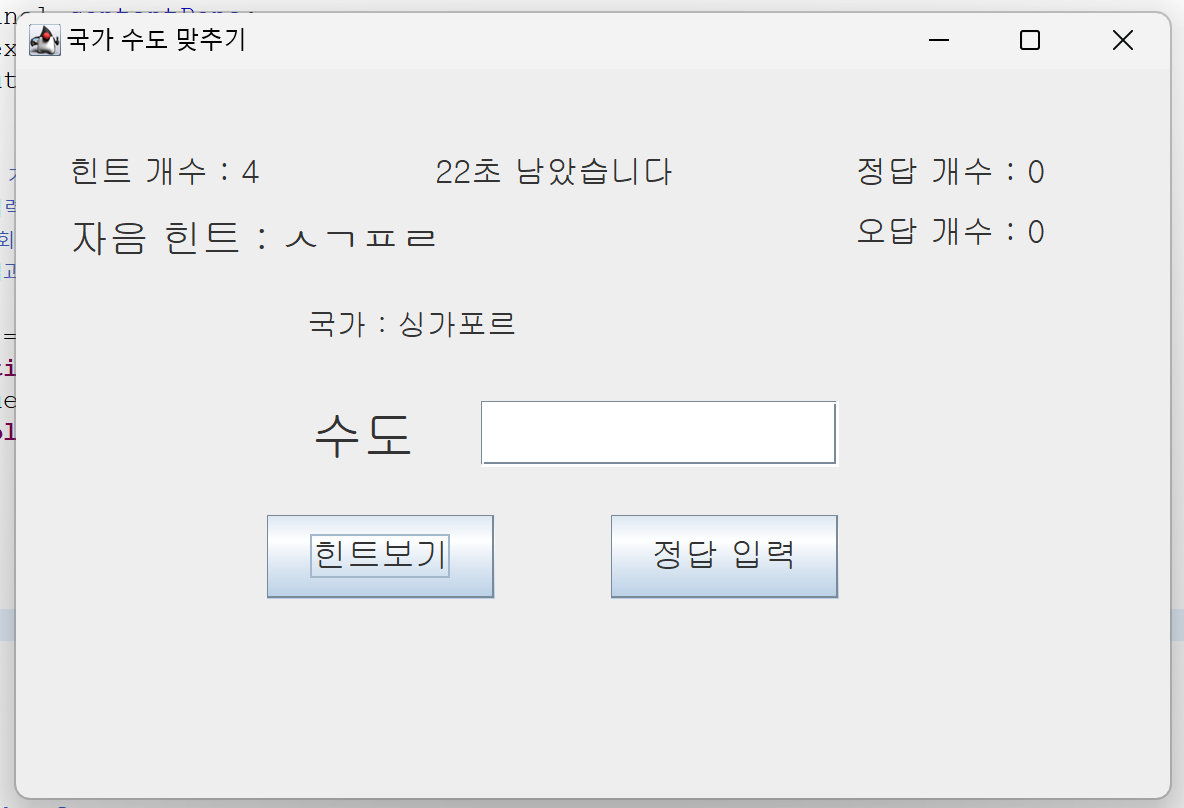 국가 수도 맞추기
힌트 개수 : 4
22초 남았습니다
정답 개수 : 0
자음 힌트 : ㅅㄱㅍㄹ
오답 개수 : 0
국가 : 싱가포르
수도
힌트보기
정답 입력